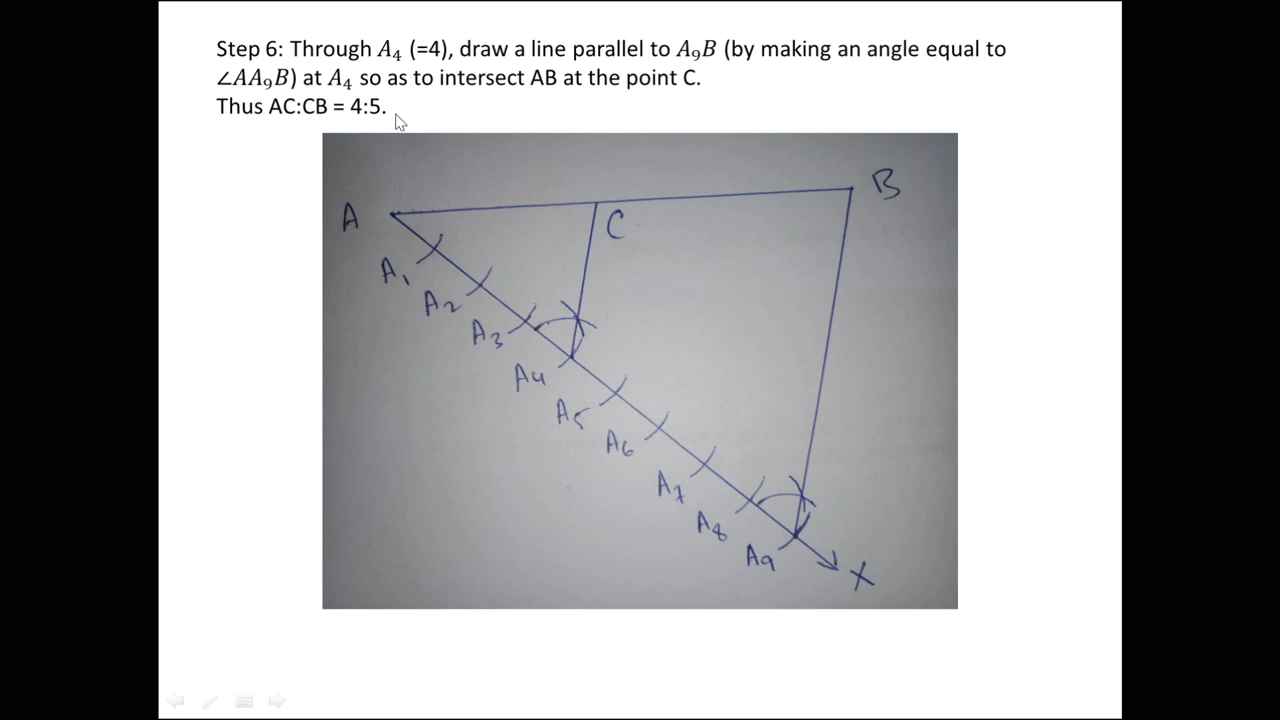 Step 6: Through A₄ (=4), draw a line parallel to A₉B (by making an angle equal to
∠AA₉B) at A₄ so as to intersect AB at the point C.
Thus AC:CB = 4:5.
A
B
C
A₁
A₂
A₃
A₄
A₅
A₆
A₇
A₈
A₉
X